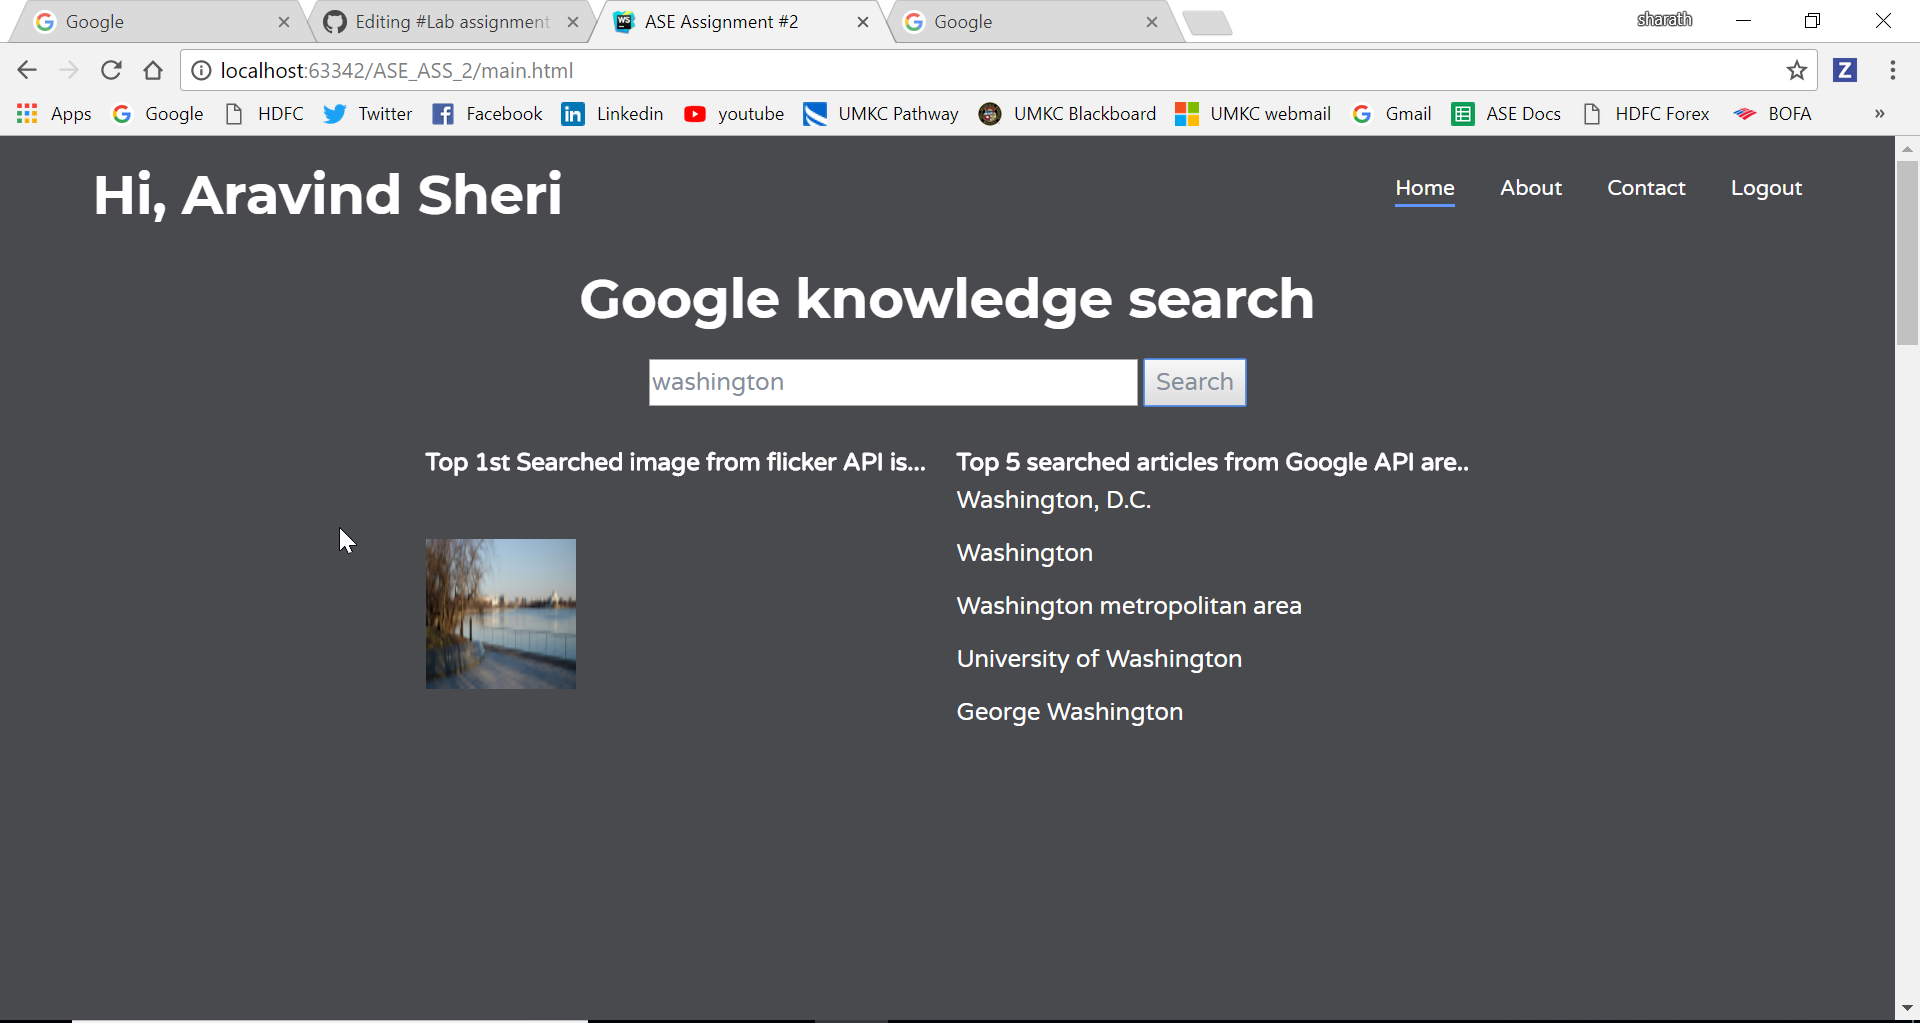 Google
Editing #Lab assignment
ASE Assignment #2
Google
sharath
localhost:63342/ASE_ASS_2/main.html
Z
Apps Google HDFC Twitter Facebook Linkedin youtube UMKC Pathway UMKC Blackboard UMKC webmail Gmail ASE Docs HDFC Forex BOFA »
Hi, Aravind Sheri
Home About Contact Logout
Google knowledge search
washington Search
Top 1st Searched image from flicker API is...
Top 5 searched articles from Google API are..
Washington, D.C.
Washington
Washington metropolitan area
University of Washington
George Washington